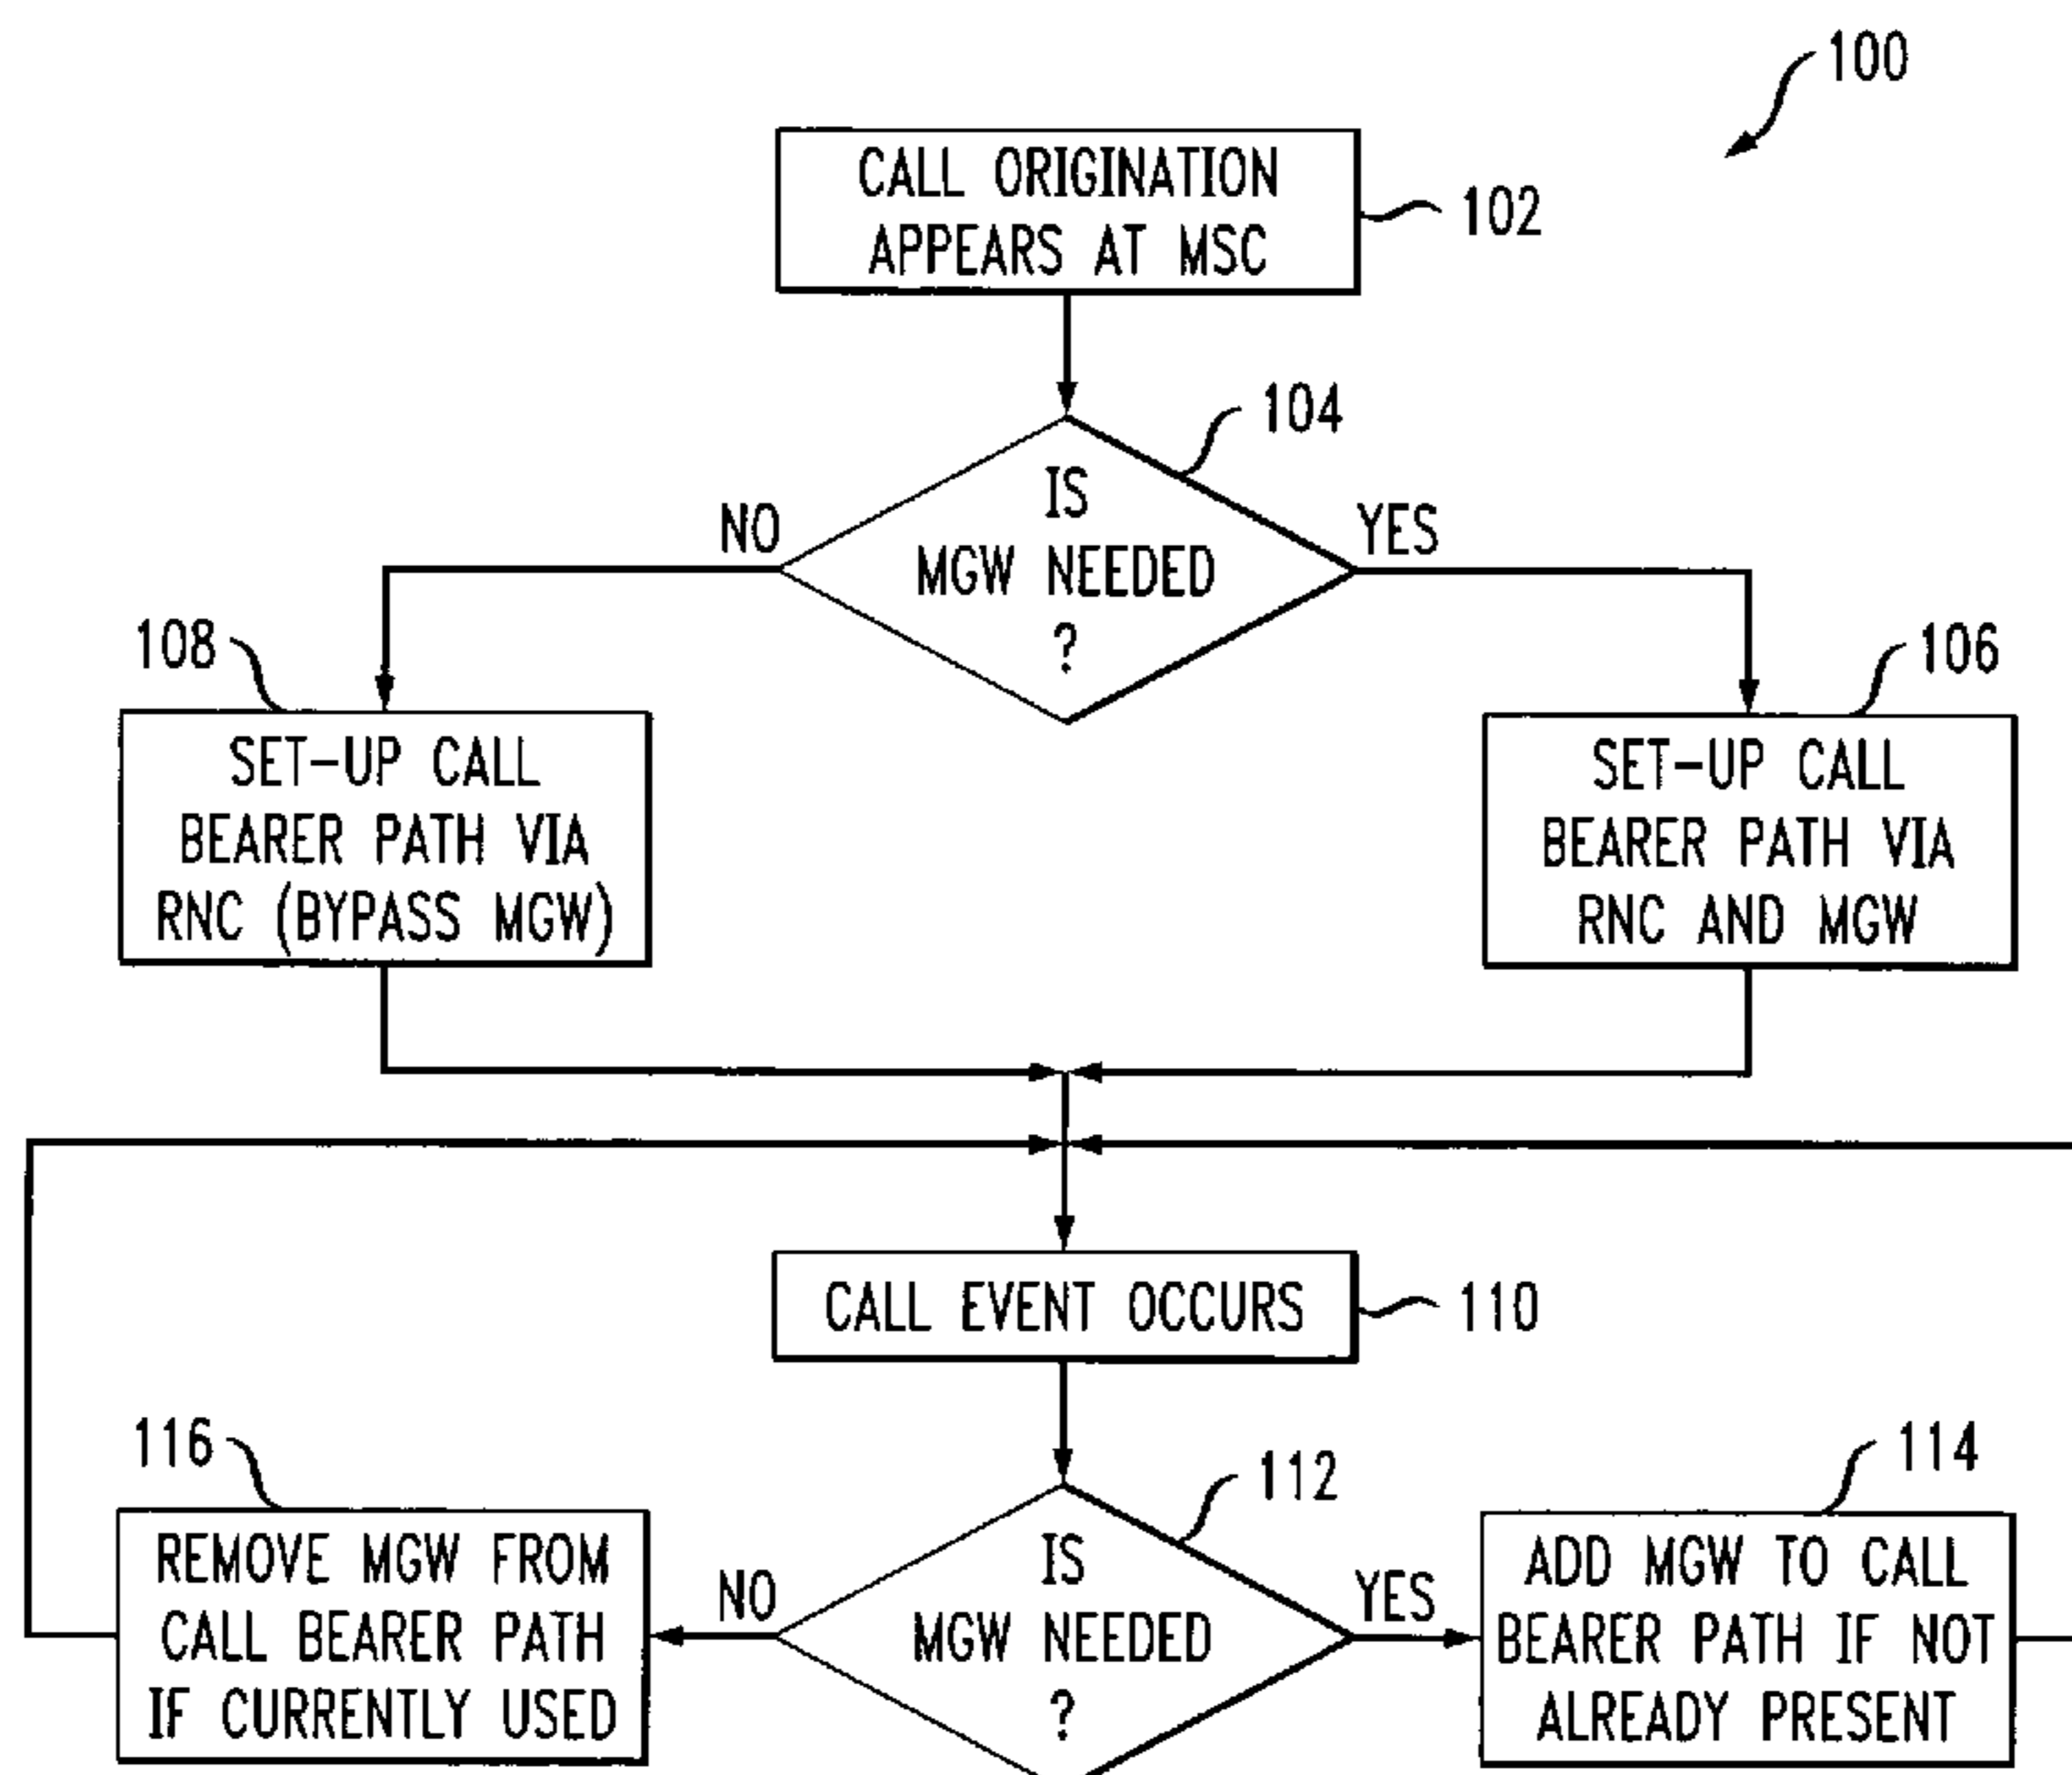 100
CALL ORIGINATION
APPEARS AT MSC
102
104
IS
MGW NEEDED
?
NO
YES
108
SET-UP CALL
BEARER PATH VIA
RNC (BYPASS MGW)
106
SET-UP CALL
BEARER PATH VIA
RNC AND MGW
CALL EVENT OCCURS
110
112
IS
MGW NEEDED
?
NO
YES
116
REMOVE MGW FROM
CALL BEARER PATH
IF CURRENTLY USED
114
ADD MGW TO CALL
BEARER PATH IF NOT
ALREADY PRESENT